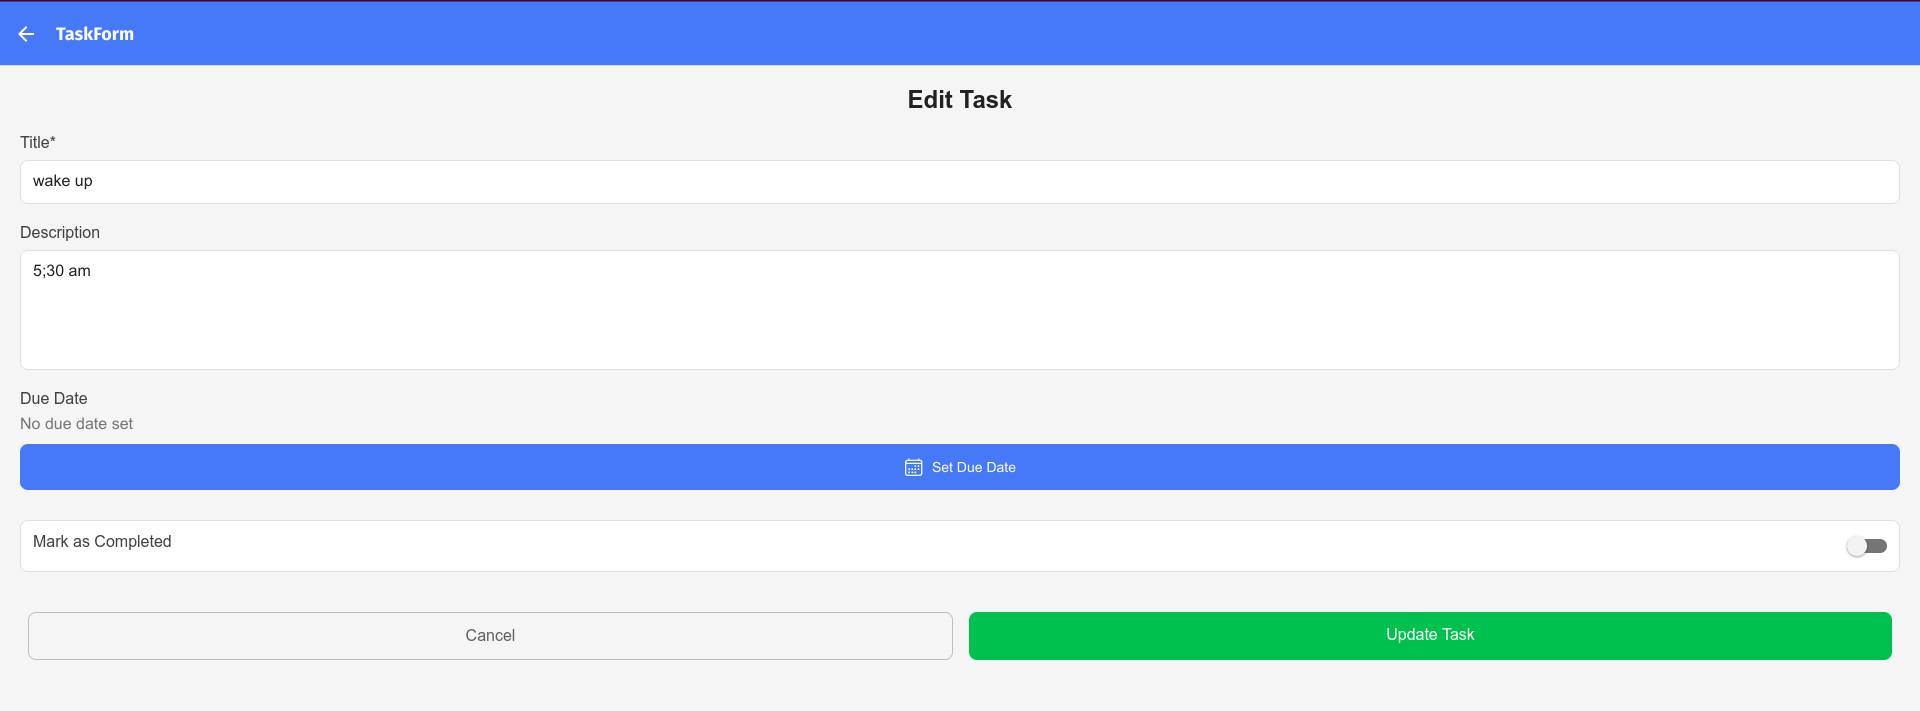 TaskForm
Edit Task
Title*
wake up
Description
5;30 am
Due Date
No due date set
Set Due Date
Mark as Completed
Cancel
Update Task